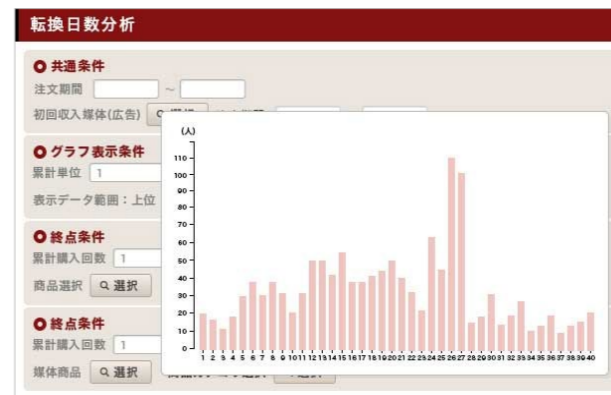 転換日数分析
共通条件
注文期間 ～
初回収入媒体(広告)
グラフ表示条件
累計単位 1
表示データ範囲：上位
終点条件
累計購入回数 1
商品選択 選択
終点条件
累計購入回数 1
媒体商品 選択
(人)
110
100
90
80
70
60
50
40
30
20
10
0
1 2 3 4 5 6 7 8 9 10 11 12 13 14 15 16 17 18 19 20 21 22 23 24 25 26 27 28 29 30 31 32 33 34 35 36 37 38 39 40